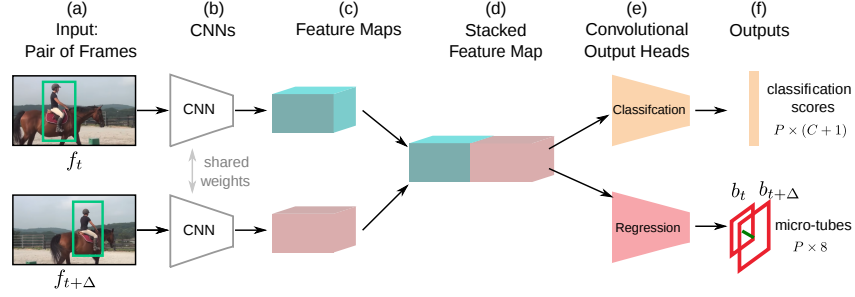 (a)
Input:
Pair of Frames
(b)
CNNs
(c)
Feature Maps
(d)
Stacked
Feature Map
(e)
Convolutional
Output Heads
(f)
Outputs
CNN
f_t
shared
weights
CNN
f_{t+Δ}
Classifcation
classification
scores
P × (C + 1)
Regression
b_t b_{t+Δ}
micro-tubes
P × 8